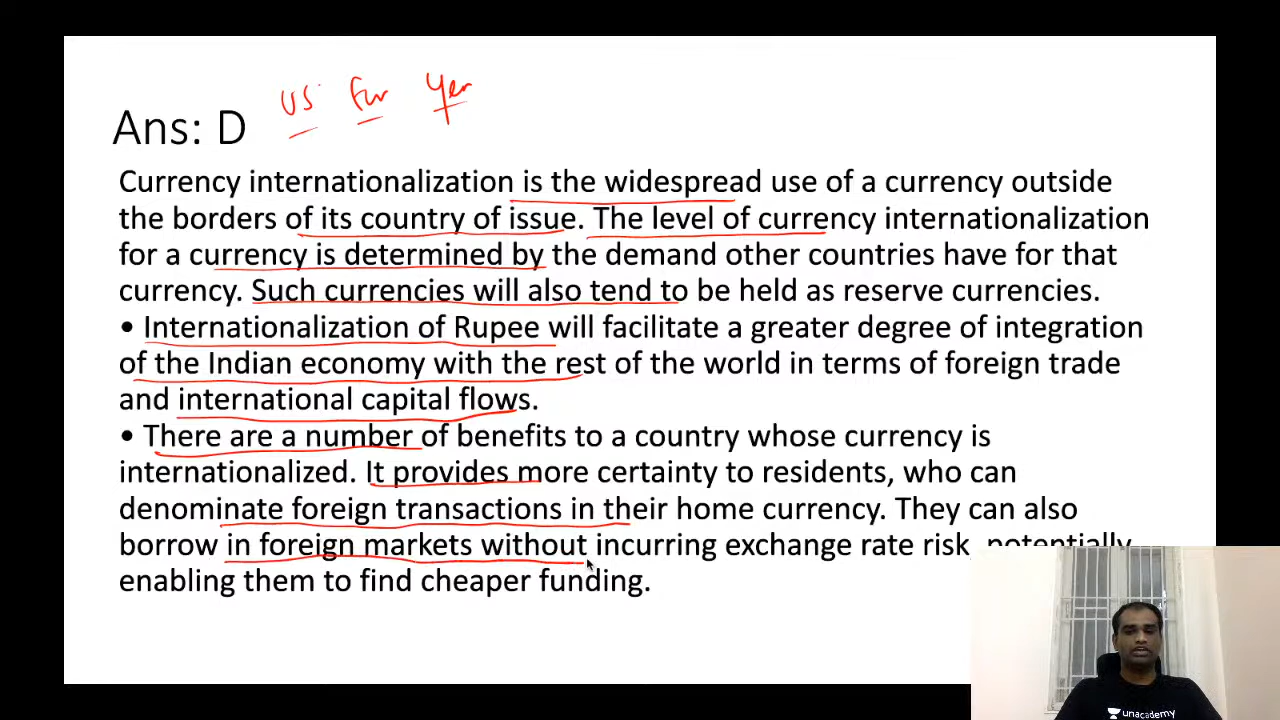 US Eur Yen
Ans: D
Currency internationalization is the widespread use of a currency outside
the borders of its country of issue. The level of currency internationalization
for a currency is determined by the demand other countries have for that
currency. Such currencies will also tend to be held as reserve currencies.
• Internationalization of Rupee will facilitate a greater degree of integration
of the Indian economy with the rest of the world in terms of foreign trade
and international capital flows.
• There are a number of benefits to a country whose currency is
internationalized. It provides more certainty to residents, who can
denominate foreign transactions in their home currency. They can also
borrow in foreign markets without incurring exchange rate risk, potentially
enabling them to find cheaper funding.
unacademy